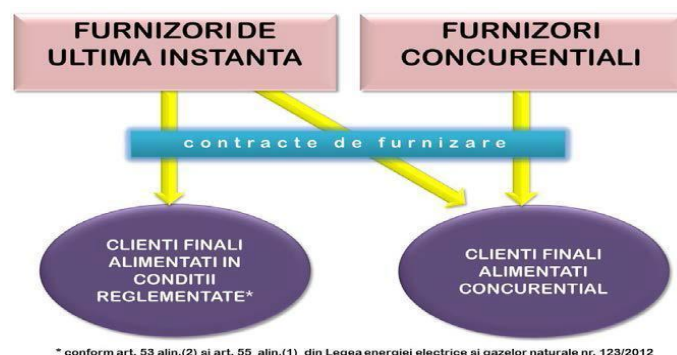 FURNIZORI DE
ULTIMA INSTANTA
FURNIZORI
CONCURENTIALI
contracte de furnizare
CLIENTI FINALI
ALIMENTATI IN
CONDITII
REGLEMENTATE*
CLIENTI FINALI
ALIMENTATI
CONCURENTIAL
* conform art. 53 alin.(2) si art. 55 alin.(1) din Legea energiei electrice si gazelor naturale nr. 123/2012